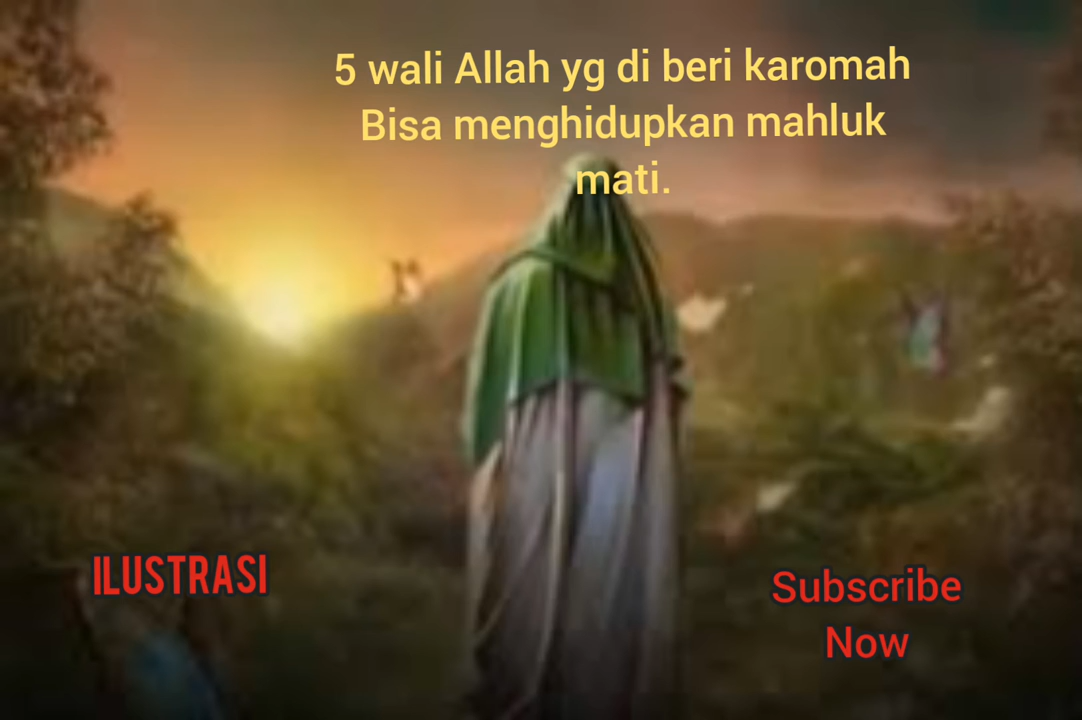 5 wali Allah yg di beri karomah
Bisa menghidupkan mahluk
mati.
ILUSTRASI
Subscribe
Now